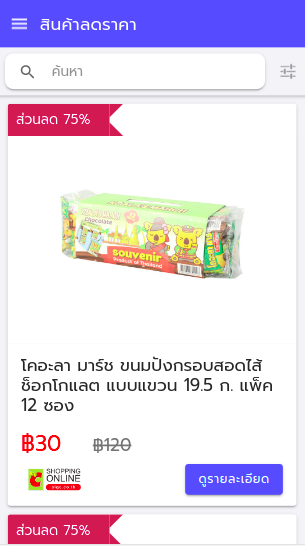 สินค้าลดราคา
ค้นหา
ส่วนลด 75%
Chocolate
souvenir
Product of Thailand
โคอะลา มาร์ช ขนมปังกรอบสอดไส้
ช็อกโกแลต แบบแขวน 19.5 ก. แพ็ค
12 ซอง
฿30 ฿120
SHOPPING
ONLINE
ดูรายละเอียด
ส่วนลด 75%